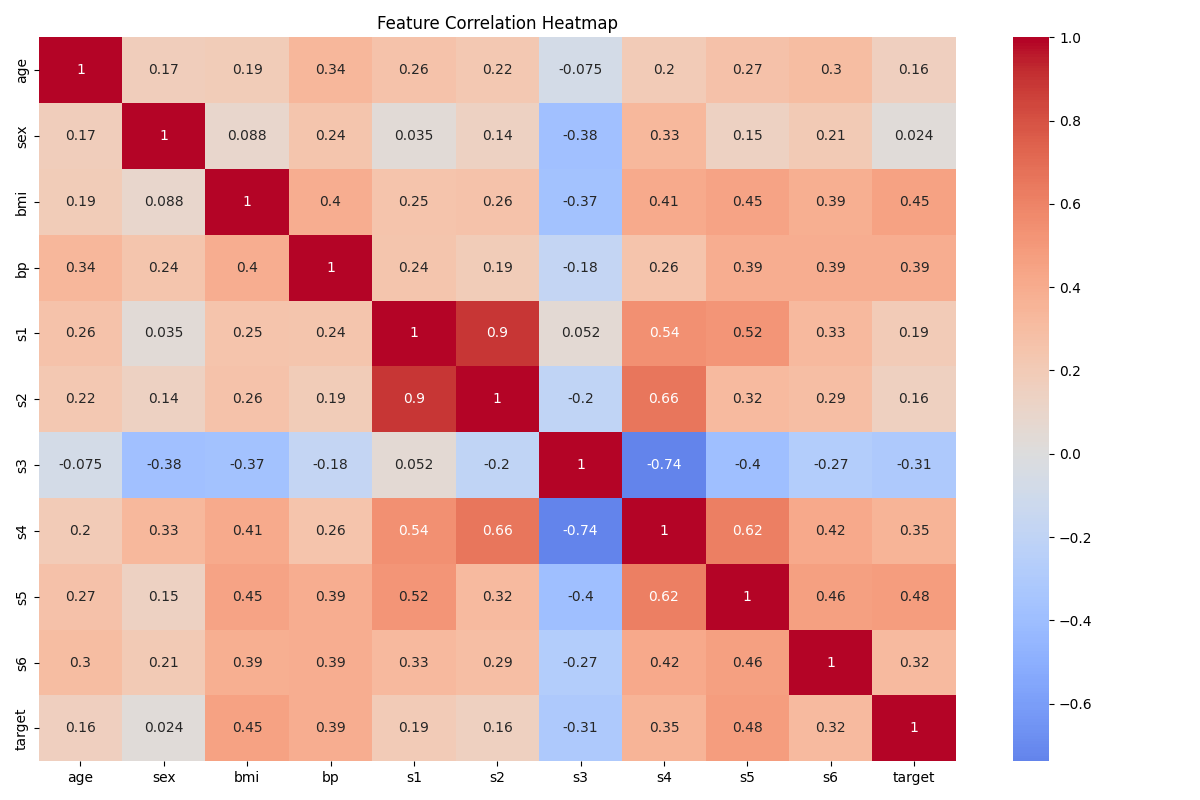 Feature Correlation Heatmap
age 1 0.17 0.19 0.34 0.26 0.22 -0.075 0.2 0.27 0.3 0.16
sex 0.17 1 0.088 0.24 0.035 0.14 -0.38 0.33 0.15 0.21 0.024
bmi 0.19 0.088 1 0.4 0.25 0.26 -0.37 0.41 0.45 0.39 0.45
bp 0.34 0.24 0.4 1 0.24 0.19 -0.18 0.26 0.39 0.39 0.39
s1 0.26 0.035 0.25 0.24 1 0.9 0.052 0.54 0.52 0.33 0.19
s2 0.22 0.14 0.26 0.19 0.9 1 -0.2 0.66 0.32 0.29 0.16
s3 -0.075 -0.38 -0.37 -0.18 0.052 -0.2 1 -0.74 -0.4 -0.27 -0.31
s4 0.2 0.33 0.41 0.26 0.54 0.66 -0.74 1 0.62 0.42 0.35
s5 0.27 0.15 0.45 0.39 0.52 0.32 -0.4 0.62 1 0.46 0.48
s6 0.3 0.21 0.39 0.39 0.33 0.29 -0.27 0.42 0.46 1 0.32
target 0.16 0.024 0.45 0.39 0.19 0.16 -0.31 0.35 0.48 0.32 1
age sex bmi bp s1 s2 s3 s4 s5 s6 target
1.0
0.8
0.6
0.4
0.2
0.0
−0.2
−0.4
−0.6